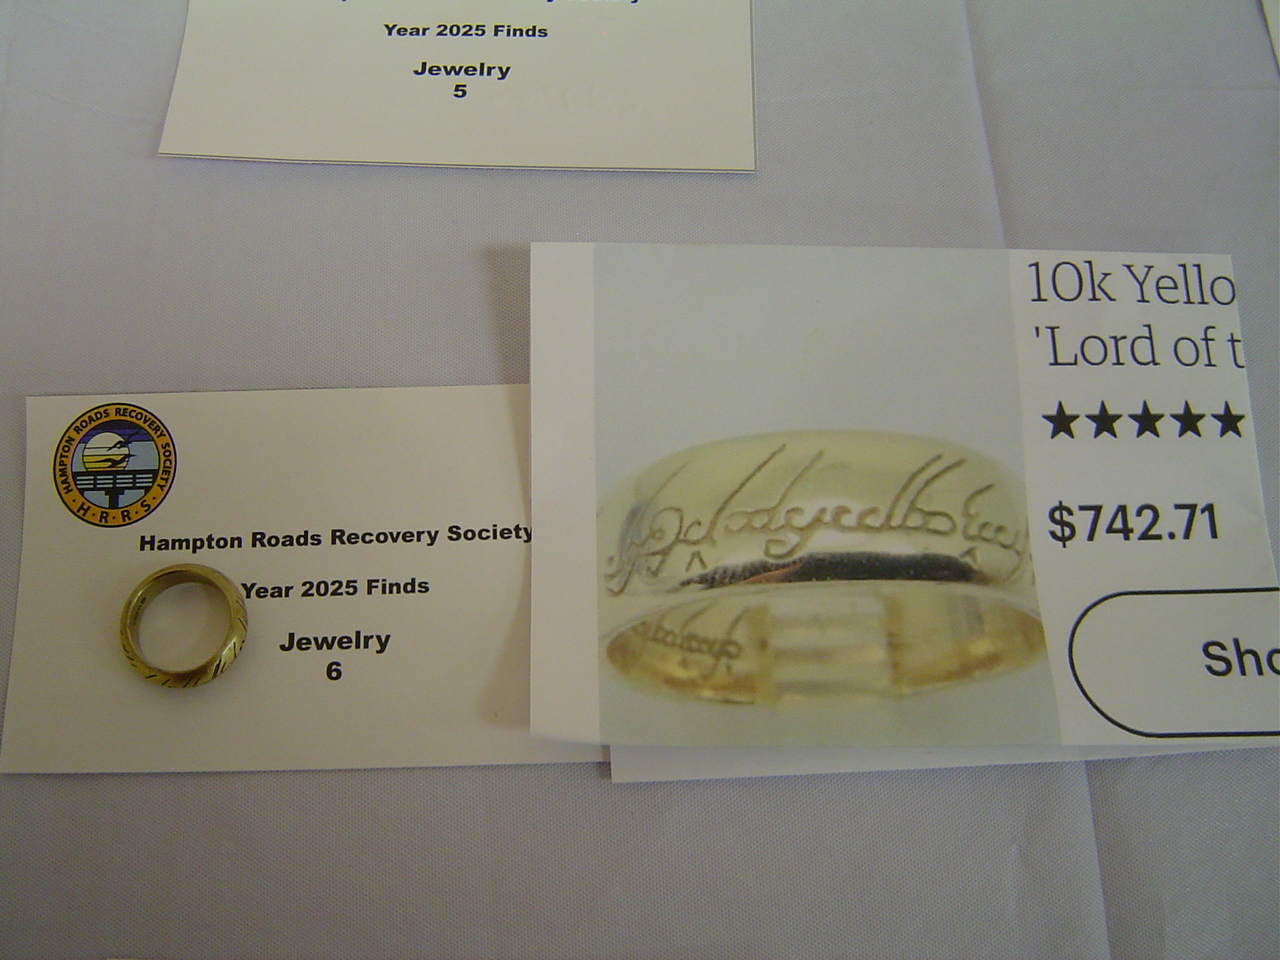 Year 2025 Finds
Jewelry
5
HAMPTON ROADS RECOVERY SOCIETY
H.R.R.S
Hampton Roads Recovery Society
Year 2025 Finds
Jewelry
6
10k Yello
'Lord of t
★★★★★
$742.71
Sho